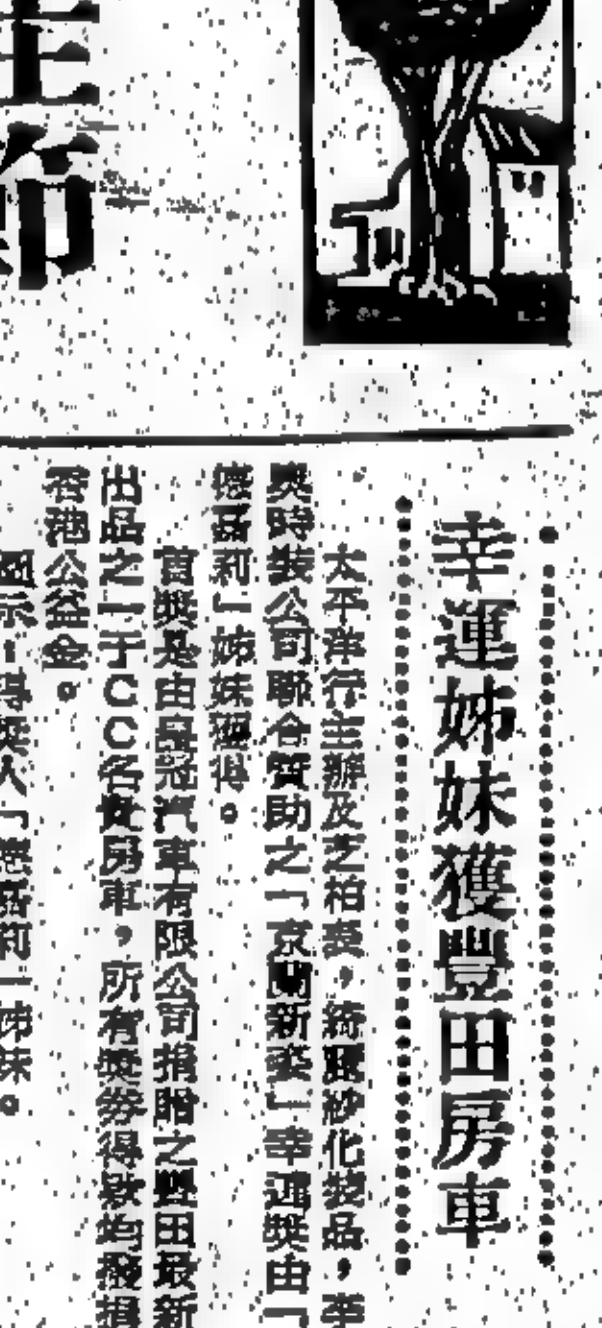 幸運姊妹獲豐田房車
太平洋行主辦及芝柏表,綺麗紗化裝品,李
奧時裝公司聯合贊助之「京蘭新姿」幸運獎由「
德磊莉」姊妹獲得。
首獎是由皇冠汽車有限公司捐贈之豐田最新
出品之一千CC名貴房車,所有獎券得欵均撥捐
香港公益金。
圖示:得獎人「德磊莉」姊妹。